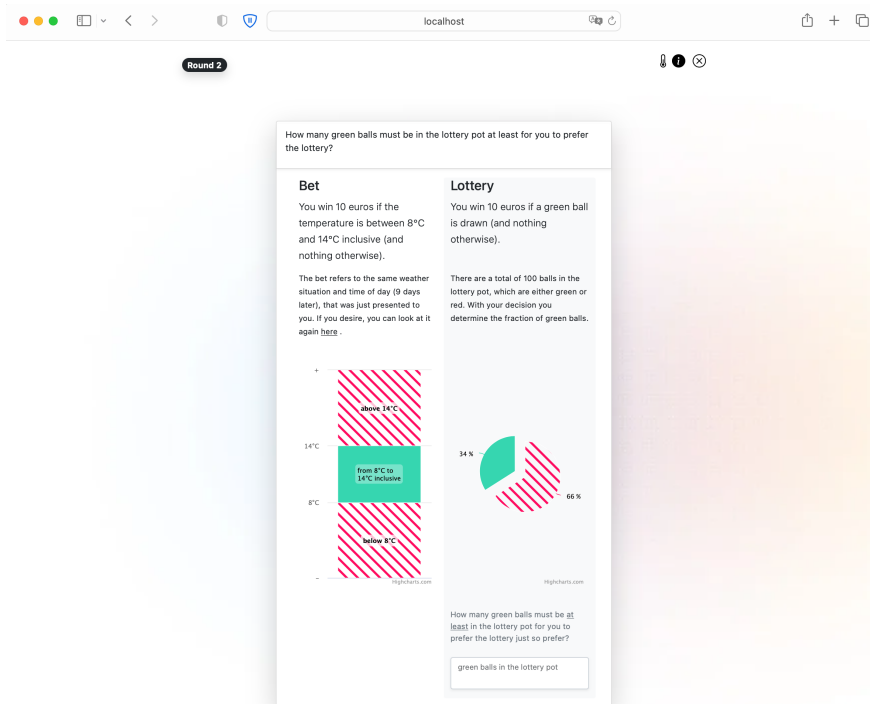 localhost
Round 2
How many green balls must be in the lottery pot at least for you to prefer
the lottery?
Bet
You win 10 euros if the
temperature is between 8°C
and 14°C inclusive (and
nothing otherwise).
The bet refers to the same weather
situation and time of day (9 days
later), that was just presented to
you. If you desire, you can look at it
again here .
+
above 14°C
14°C
from 8°C to
14°C inclusive
8°C
below 8°C
-
Highcharts.com
Lottery
You win 10 euros if a green ball
is drawn (and nothing
otherwise).
There are a total of 100 balls in the
lottery pot, which are either green or
red. With your decision you
determine the fraction of green balls.
34 %
66 %
Highcharts.com
How many green balls must be at
least in the lottery pot for you to
prefer the lottery just so prefer?
green balls in the lottery pot